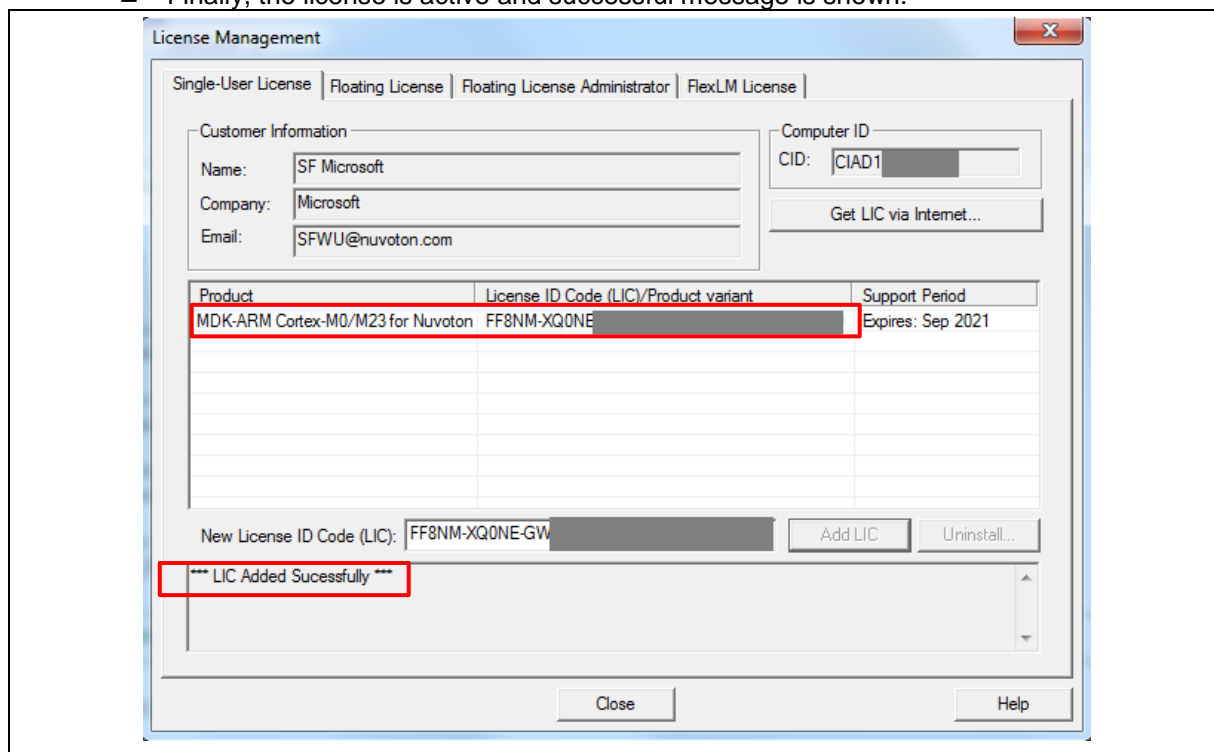 – Finally, the license is active and successful message is shown.
License Management
Single-User License Floating License Floating License Administrator FlexLM License
Customer Information
Name: SF Microsoft
Company: Microsoft
Email: SFWU@nuvoton.com
Computer ID
CID: CIAD1
Get LIC via Internet...
Product License ID Code (LIC)/Product variant Support Period
MDK-ARM Cortex-M0/M23 for Nuvoton FF8NM-XQ0NE Expires: Sep 2021
New License ID Code (LIC): FF8NM-XQ0NE-GW Add LIC Uninstall...
*** LIC Added Sucessfully ***
Close Help